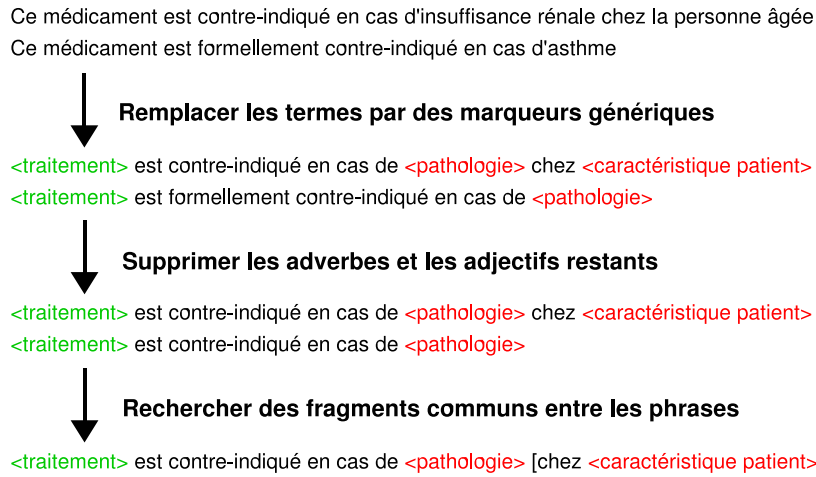 Ce médicament est contre-indiqué en cas d'insuffisance rénale chez la personne âgée
Ce médicament est formellement contre-indiqué en cas d'asthme
Remplacer les termes par des marqueurs génériques
<traitement> est contre-indiqué en cas de <pathologie> chez <caractéristique patient>
<traitement> est formellement contre-indiqué en cas de <pathologie>
Supprimer les adverbes et les adjectifs restants
<traitement> est contre-indiqué en cas de <pathologie> chez <caractéristique patient>
<traitement> est contre-indiqué en cas de <pathologie>
Rechercher des fragments communs entre les phrases
<traitement> est contre-indiqué en cas de <pathologie> [chez <caractéristique patient>